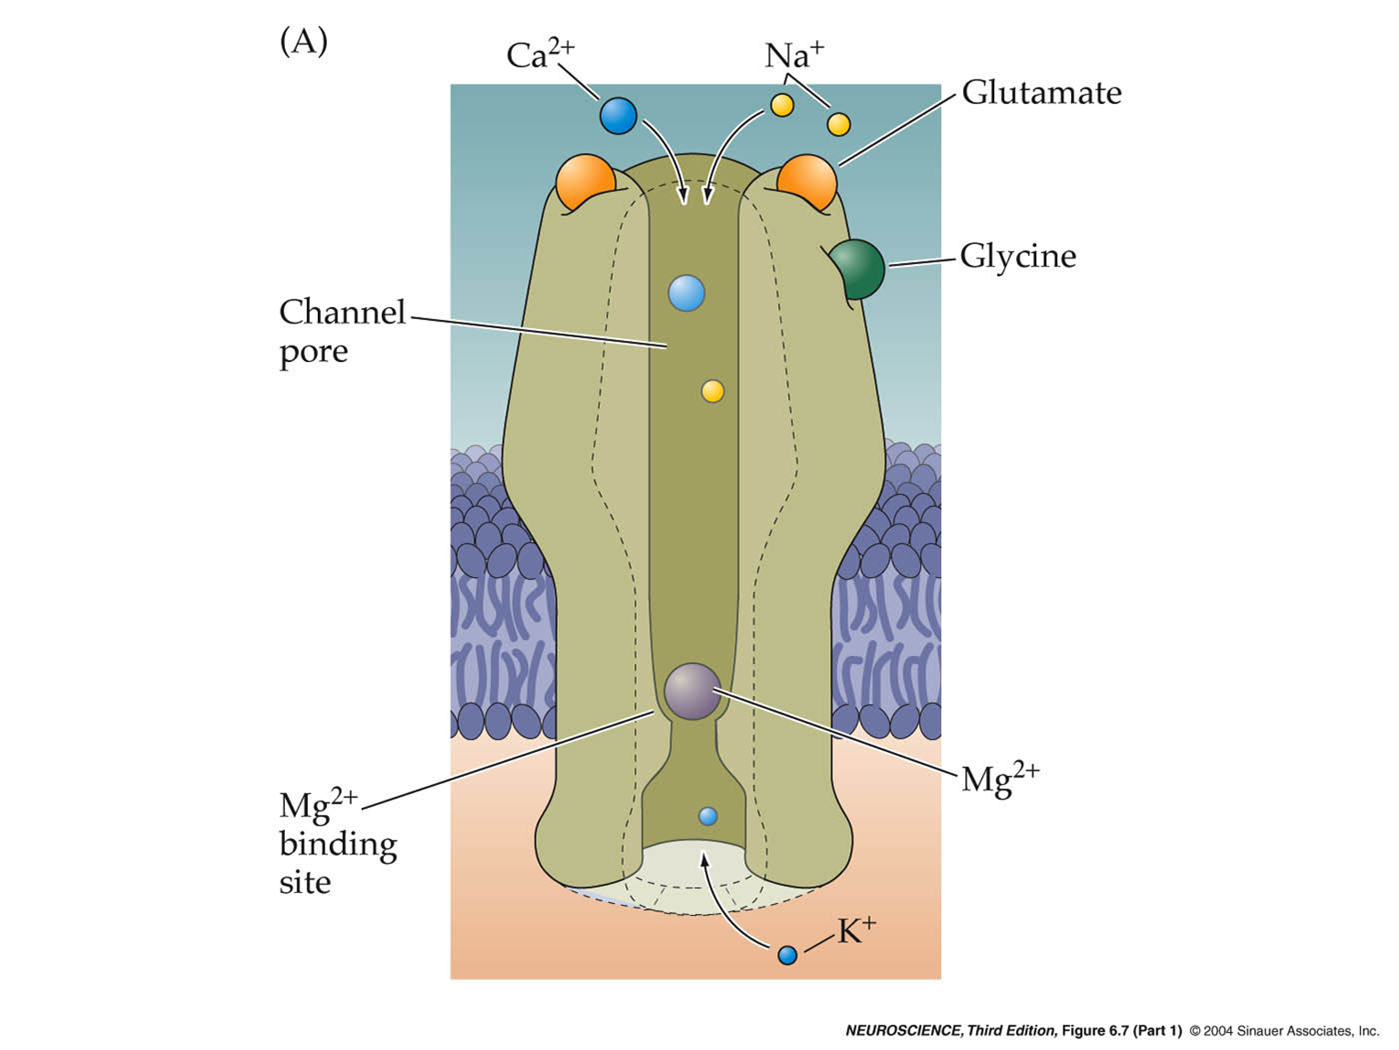 (A)
Ca²⁺
Na⁺
Glutamate
Glycine
Channel
pore
Mg²⁺
Mg²⁺
binding
site
K⁺
NEUROSCIENCE, Third Edition, Figure 6.7 (Part 1) © 2004 Sinauer Associates, Inc.